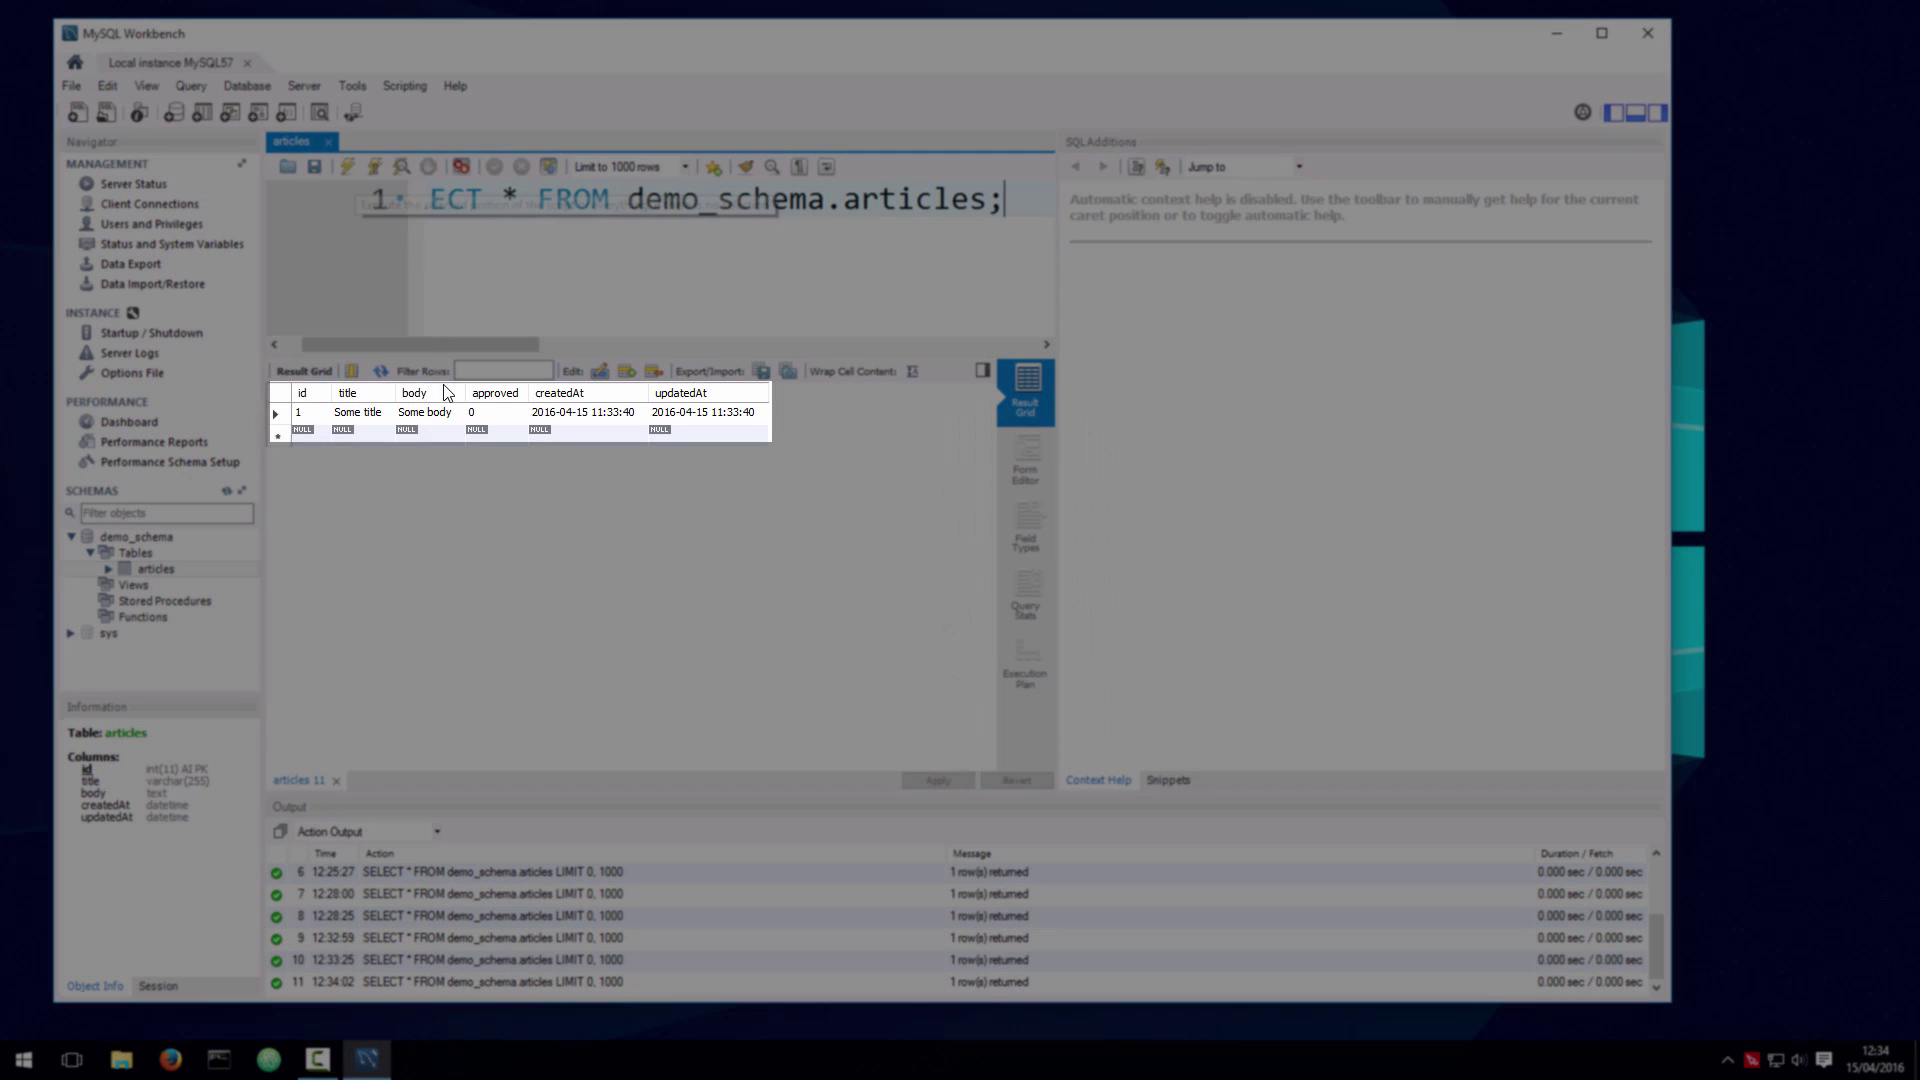 MySQL Workbench
Local instance MySQL57
File Edit View Query Database Server Tools Scripting Help
Navigator
MANAGEMENT
Server Status
Client Connections
Users and Privileges
Status and System Variables
Data Export
Data Import/Restore
INSTANCE
Startup / Shutdown
Server Logs
Options File
PERFORMANCE
Dashboard
Performance Reports
Performance Schema Setup
SCHEMAS
Filter objects
demo_schema
Tables
articles
Views
Stored Procedures
Functions
sys
Information
Table: articles
Columns:
id int(11) AI PK
title varchar(255)
body text
createdAt datetime
updatedAt datetime
Object Info Session
articles
Limit to 1000 rows
1 ECT * FROM demo_schema.articles;
Result Grid Filter Rows: Edit: Export/Import: Wrap Cell Content:
id title body approved createdAt updatedAt
1 Some title Some body 0 2016-04-15 11:33:40 2016-04-15 11:33:40
NULL NULL NULL NULL NULL NULL
Result
Grid
Form
Editor
Field
Types
Query
Stats
Execution
Plan
articles 11 Apply Revert
SQLAdditions
Jump to
Automatic context help is disabled. Use the toolbar to manually get help for the current
caret position or to toggle automatic help.
Context Help Snippets
Output
Action Output
Time Action Message Duration / Fetch
6 12:25:27 SELECT * FROM demo_schema.articles LIMIT 0, 1000 1 row(s) returned 0.000 sec / 0.000 sec
7 12:28:00 SELECT * FROM demo_schema.articles LIMIT 0, 1000 1 row(s) returned 0.000 sec / 0.000 sec
8 12:28:25 SELECT * FROM demo_schema.articles LIMIT 0, 1000 1 row(s) returned 0.000 sec / 0.000 sec
9 12:32:59 SELECT * FROM demo_schema.articles LIMIT 0, 1000 1 row(s) returned 0.000 sec / 0.000 sec
10 12:33:25 SELECT * FROM demo_schema.articles LIMIT 0, 1000 1 row(s) returned 0.000 sec / 0.000 sec
11 12:34:02 SELECT * FROM demo_schema.articles LIMIT 0, 1000 1 row(s) returned 0.000 sec / 0.000 sec
12:34
15/04/2016